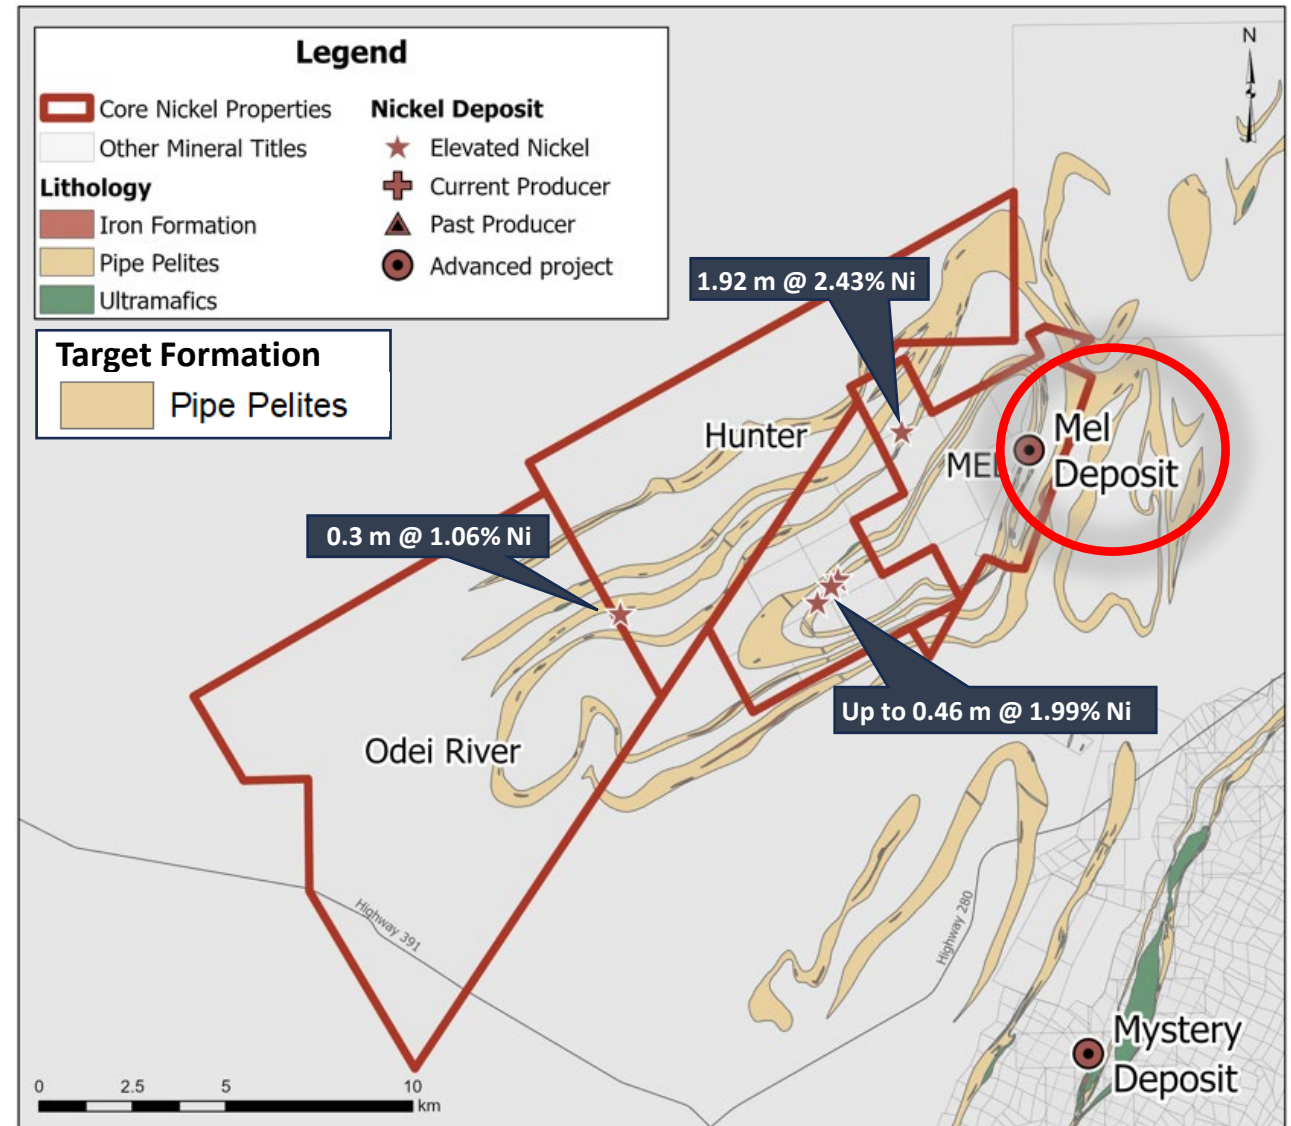 Legend
Core Nickel Properties
Other Mineral Titles
Lithology
Iron Formation
Pipe Pelites
Ultramafics
Nickel Deposit
Elevated Nickel
Current Producer
Past Producer
Advanced project
Target Formation
Pipe Pelites
N
1.92 m @ 2.43% Ni
Hunter
MEL
Mel
Deposit
0.3 m @ 1.06% Ni
Up to 0.46 m @ 1.99% Ni
Odei River
Highway 391
Highway 280
Mystery
Deposit
0 2.5 5 10
km